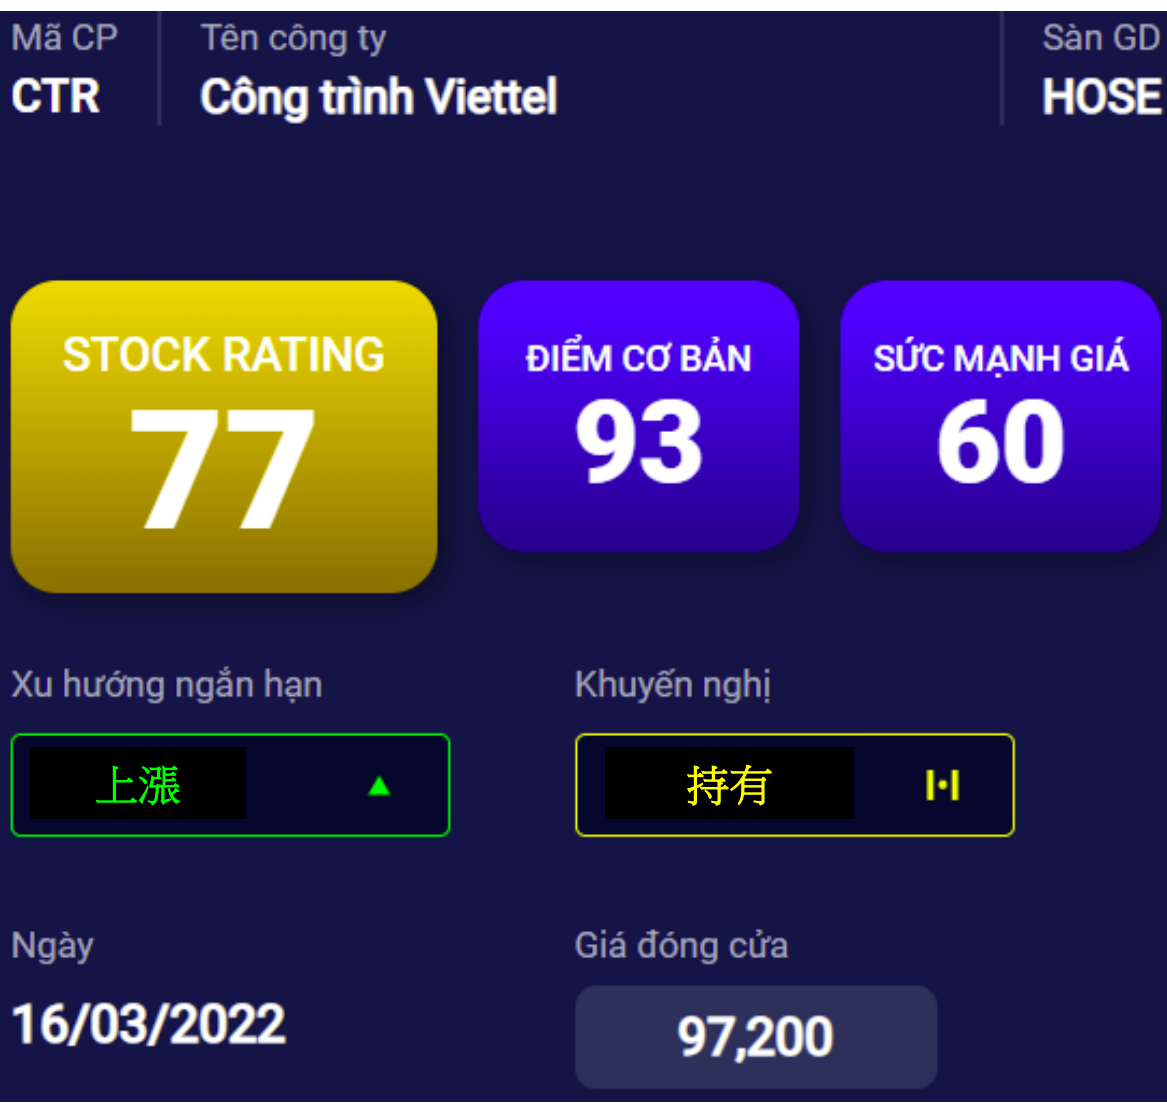 Mã CP
Tên công ty
Sàn GD
CTR
Công trình Viettel
HOSE
STOCK RATING
77
ĐIỂM CƠ BẢN
93
SỨC MẠNH GIÁ
60
Xu hướng ngắn hạn
Khuyến nghị
上漲
持有
Ngày
Giá đóng cửa
16/03/2022
97,200